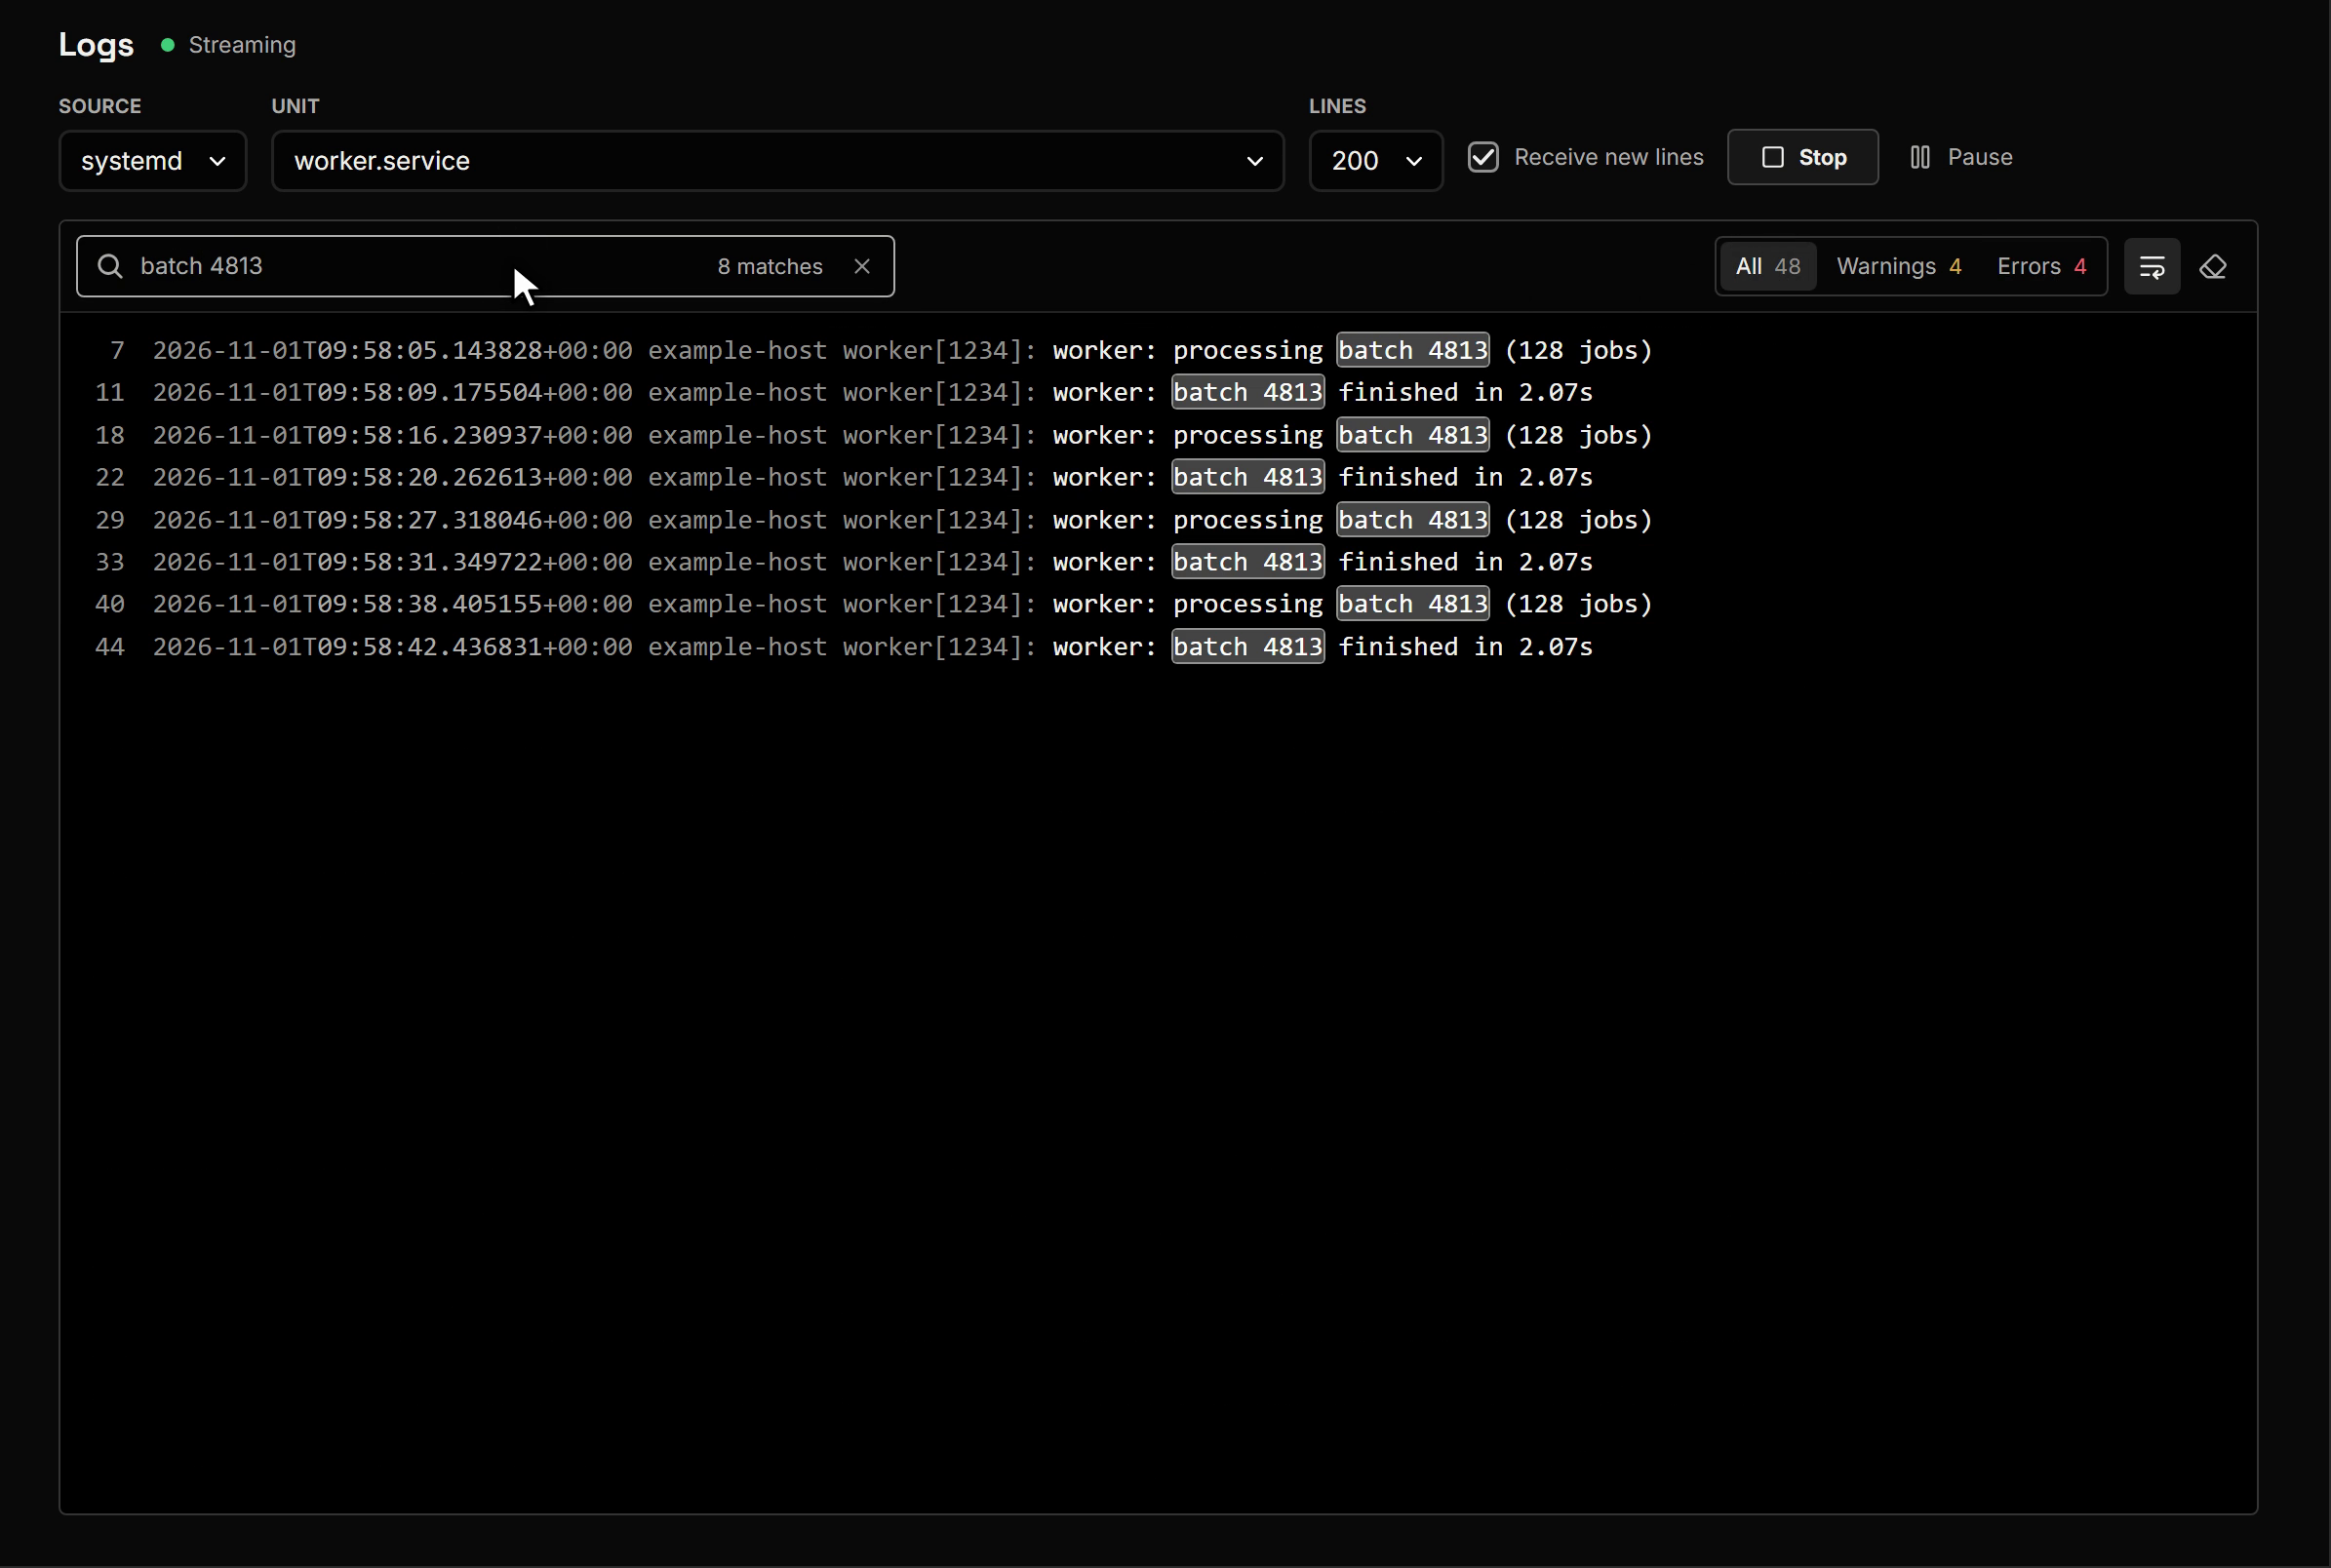 Logs Streaming
SOURCE UNIT LINES
systemd worker.service 200 Receive new lines Stop Pause
batch 4813 8 matches All 48 Warnings 4 Errors 4
7 2026-11-01T09:58:05.143828+00:00 example-host worker[1234]: worker: processing batch 4813 (128 jobs)
11 2026-11-01T09:58:09.175504+00:00 example-host worker[1234]: worker: batch 4813 finished in 2.07s
18 2026-11-01T09:58:16.230937+00:00 example-host worker[1234]: worker: processing batch 4813 (128 jobs)
22 2026-11-01T09:58:20.262613+00:00 example-host worker[1234]: worker: batch 4813 finished in 2.07s
29 2026-11-01T09:58:27.318046+00:00 example-host worker[1234]: worker: processing batch 4813 (128 jobs)
33 2026-11-01T09:58:31.349722+00:00 example-host worker[1234]: worker: batch 4813 finished in 2.07s
40 2026-11-01T09:58:38.405155+00:00 example-host worker[1234]: worker: processing batch 4813 (128 jobs)
44 2026-11-01T09:58:42.436831+00:00 example-host worker[1234]: worker: batch 4813 finished in 2.07s